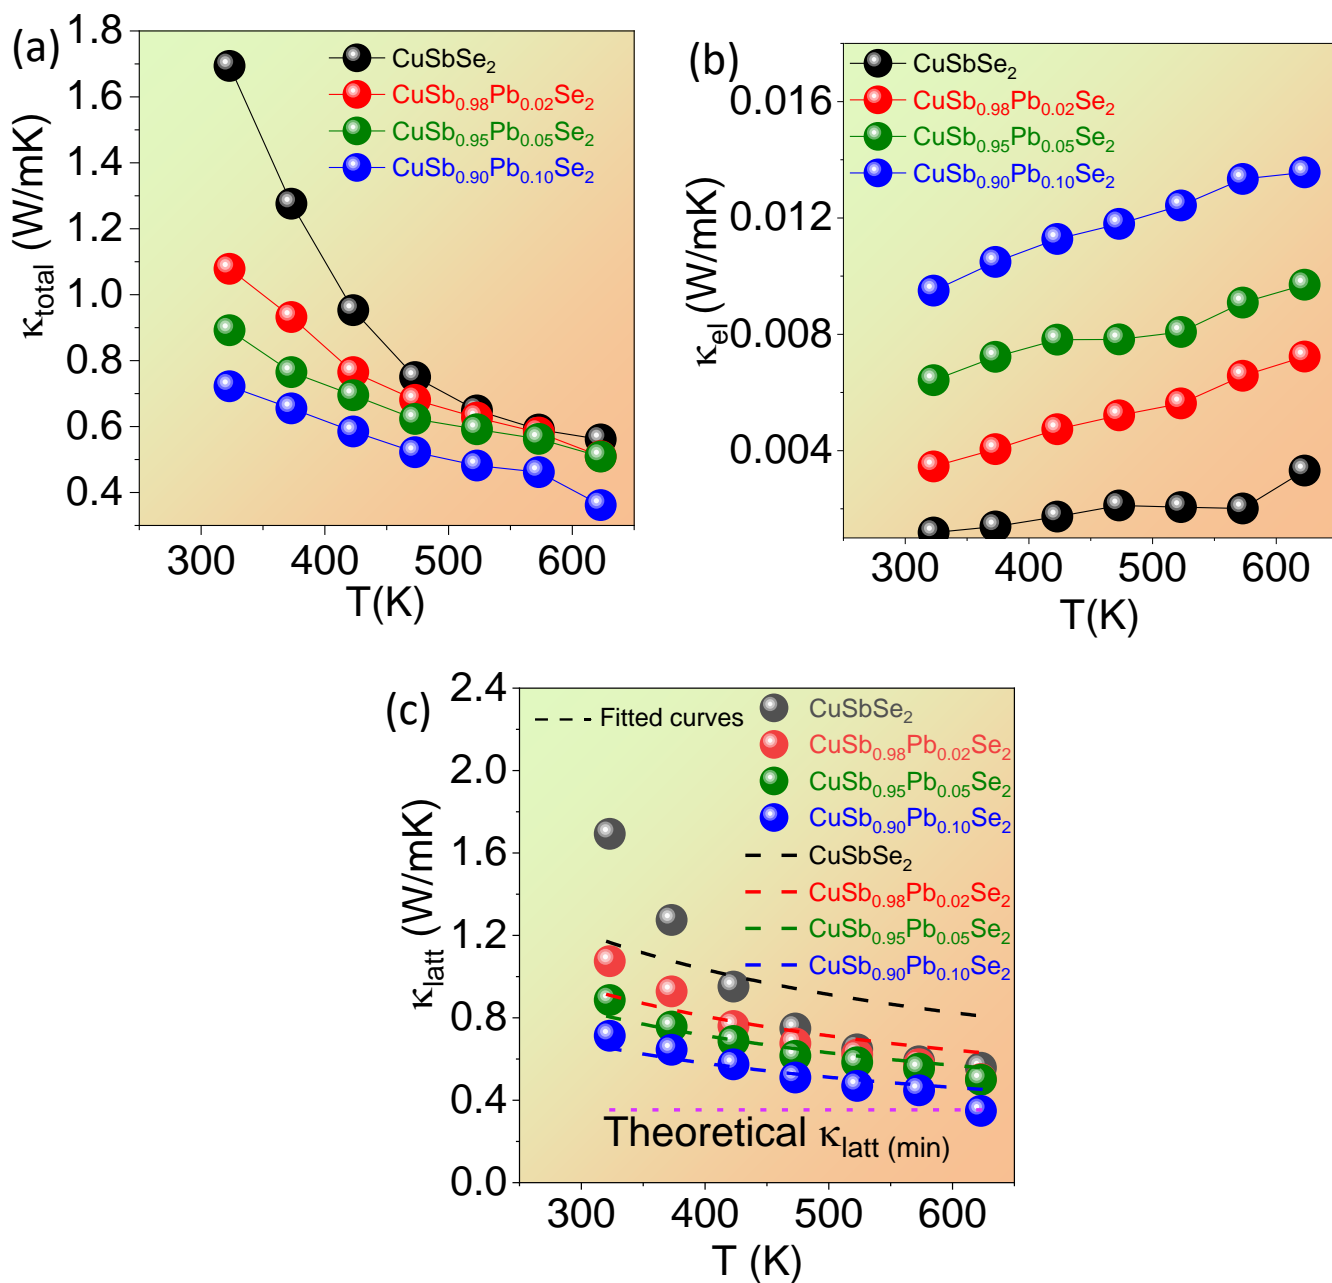 (a)
1.8
1.6
1.4
1.2
1.0
0.8
0.6
0.4
κtotal (W/mK)
CuSbSe2
CuSb0.98Pb0.02Se2
CuSb0.95Pb0.05Se2
CuSb0.90Pb0.10Se2
300 400 500 600
T(K)
(b)
0.016
0.012
0.008
0.004
κel (W/mK)
CuSbSe2
CuSb0.98Pb0.02Se2
CuSb0.95Pb0.05Se2
CuSb0.90Pb0.10Se2
300 400 500 600
T(K)
(c)
2.4
2.0
1.6
1.2
0.8
0.4
0.0
κlatt (W/mK)
Fitted curves
CuSbSe2
CuSb0.98Pb0.02Se2
CuSb0.95Pb0.05Se2
CuSb0.90Pb0.10Se2
CuSbSe2
CuSb0.98Pb0.02Se2
CuSb0.95Pb0.05Se2
CuSb0.90Pb0.10Se2
Theoretical κlatt (min)
300 400 500 600
T (K)